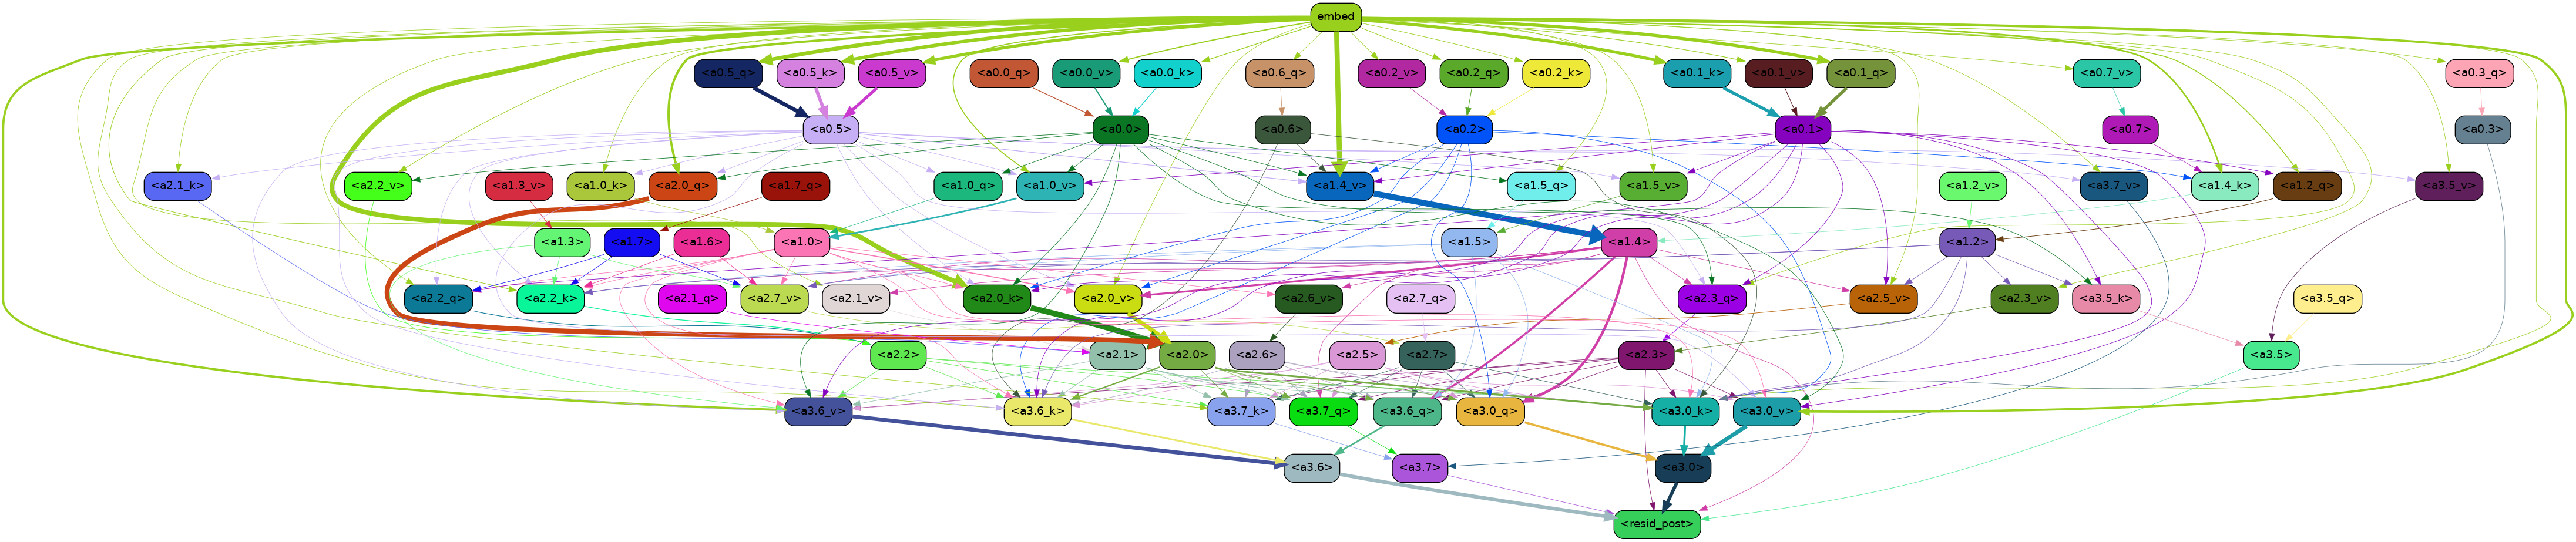 embed
<a0.5_q> <a0.5_k> <a0.5_v> <a0.0_q> <a0.0_v> <a0.0_k> <a0.6_q> <a0.2_v> <a0.2_q> <a0.2_k> <a0.1_k> <a0.1_v> <a0.1_q> <a0.7_v> <a0.3_q>
<a0.5> <a0.0> <a0.6> <a0.2> <a0.1> <a0.7> <a0.3>
<a2.1_k> <a2.2_v> <a1.3_v> <a1.0_k> <a2.0_q> <a1.7_q> <a1.0_q> <a1.0_v> <a1.4_v> <a1.5_q> <a1.5_v> <a1.2_v> <a3.7_v> <a1.4_k> <a1.2_q> <a3.5_v>
<a1.3> <a1.7> <a1.6> <a1.0> <a1.5> <a1.4> <a1.2>
<a2.2_q> <a2.2_k> <a2.1_q> <a2.7_v> <a2.1_v> <a2.0_k> <a2.0_v> <a2.6_v> <a2.7_q> <a2.3_q> <a2.5_v> <a2.3_v> <a3.5_k> <a3.5_q>
<a2.2> <a2.1> <a2.0> <a2.6> <a2.5> <a2.7> <a2.3> <a3.5>
<a3.6_v> <a3.6_k> <a3.7_k> <a3.7_q> <a3.6_q> <a3.0_q> <a3.0_k> <a3.0_v>
<a3.6> <a3.7> <a3.0>
<resid_post>